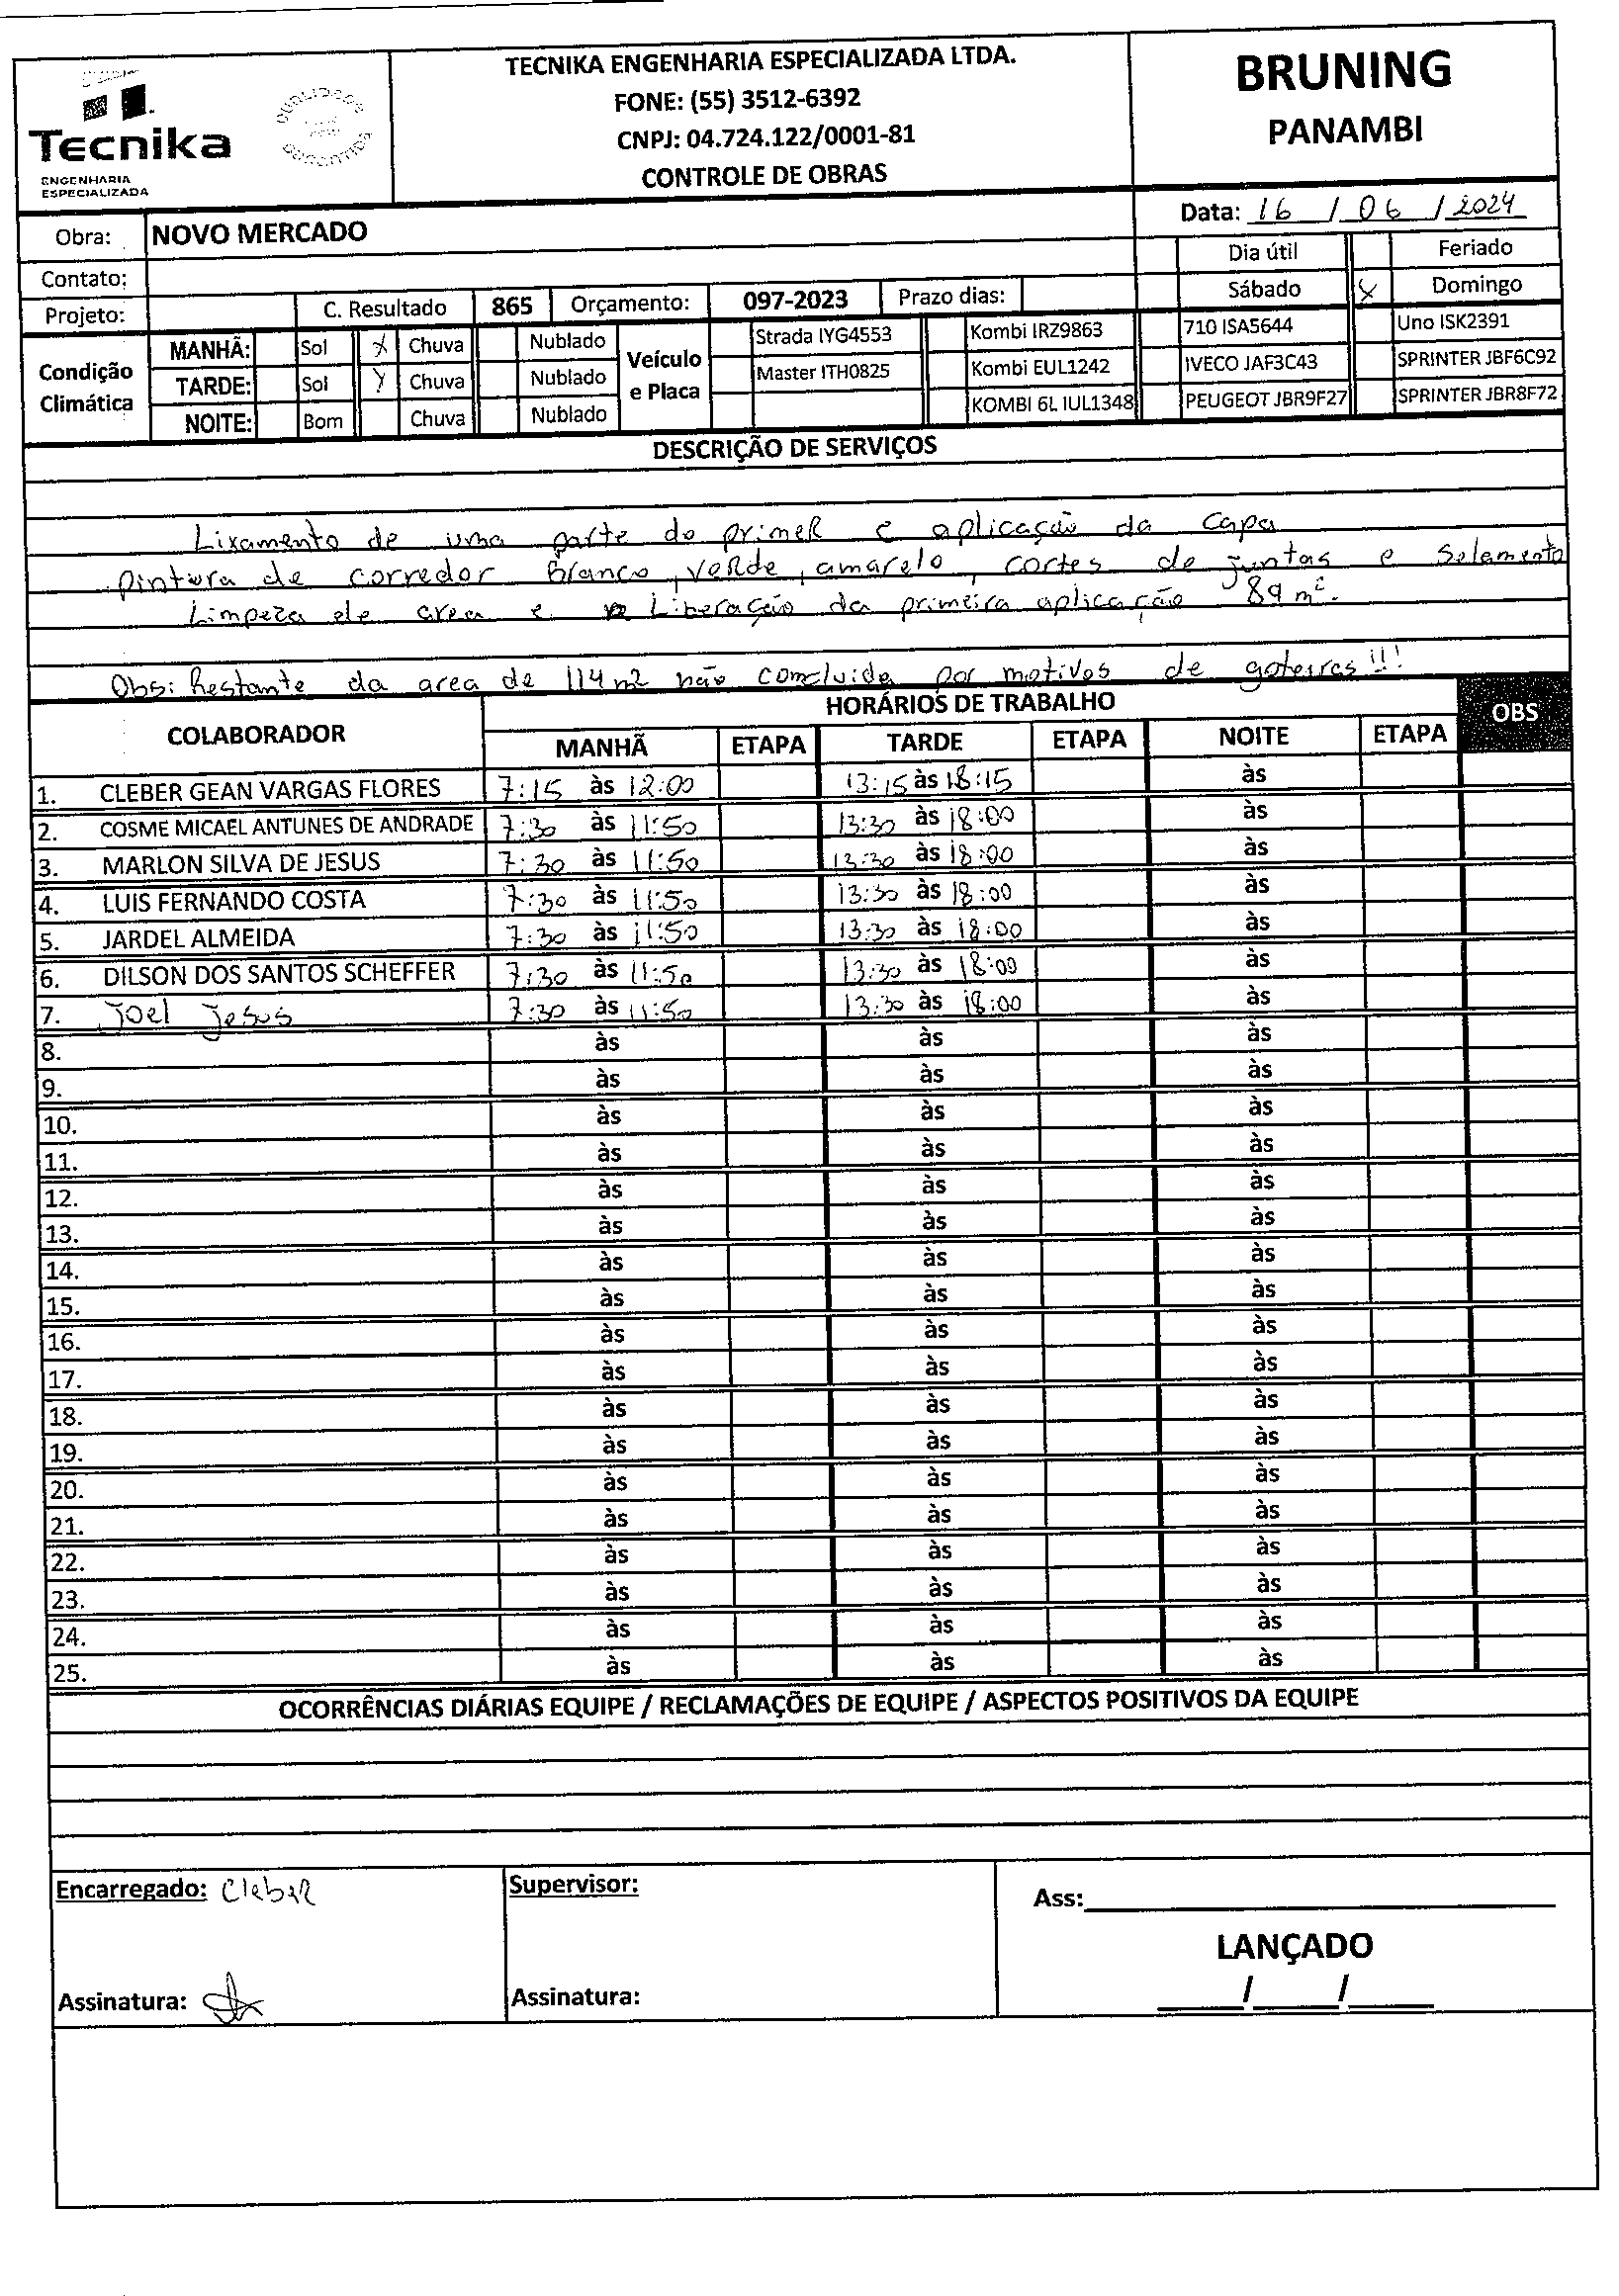 TECNIKA ENGENHARIA ESPECIALIZADA LTDA.
FONE: (55) 3512-6392
CNPJ: 04.724.122/0001-81
CONTROLE DE OBRAS
BRUNING
PANAMBI
Tecnika
ENGENHARIA
ESPECIALIZADA
Data: 16 / 06 / 2024
Obra: NOVO MERCADO
Dia útil Feriado
Contato:
Sábado X Domingo
Projeto: C. Resultado 865 Orçamento: 097-2023 Prazo dias:
Condição Climática
MANHÃ: Sol X Chuva Nublado
TARDE: Sol X Chuva Nublado
NOITE: Bom Chuva Nublado
Veículo e Placa
Strada IYG4553 Kombi IRZ9863 710 ISA5644 Uno ISK2391
Master ITH0825 Kombi EUL1242 IVECO JAF3C43 SPRINTER JBF6C92
KOMBI 6L IUL1348 PEUGEOT JBR9F27 SPRINTER JBR8F72
DESCRIÇÃO DE SERVIÇOS
Lixamento de uma parte do primer e aplicação da capa
pintura de corredor branco, verde, amarelo, cortes de juntas e selamento
Limpeza de area e Liberação da primeira aplicação 89 m².
Obs: Restante da area de 114 m2 não concluida por motivos de goteiras!!!
COLABORADOR HORÁRIOS DE TRABALHO OBS
MANHÃ ETAPA TARDE ETAPA NOITE ETAPA
1. CLEBER GEAN VARGAS FLORES 7:15 às 12:00 13:15 às 18:15 às
2. COSME MICAEL ANTUNES DE ANDRADE 7:30 às 11:50 13:30 às 18:00 às
3. MARLON SILVA DE JESUS 7:30 às 11:50 13:30 às 18:00 às
4. LUIS FERNANDO COSTA 7:30 às 11:50 13:30 às 18:00 às
5. JARDEL ALMEIDA 7:30 às 11:50 13:30 às 18:00 às
6. DILSON DOS SANTOS SCHEFFER 7:30 às 11:50 13:30 às 18:00 às
7. Joel Jesus 7:30 às 11:50 13:30 às 18:00 às
8. às às às
9. às às às
10. às às às
11. às às às
12. às às às
13. às às às
14. às às às
15. às às às
16. às às às
17. às às às
18. às às às
19. às às às
20. às às às
21. às às às
22. às às às
23. às às às
24. às às às
25. às às às
OCORRÊNCIAS DIÁRIAS EQUIPE / RECLAMAÇÕES DE EQUIPE / ASPECTOS POSITIVOS DA EQUIPE
Encarregado: Cleber
Supervisor:
Ass:
LANÇADO
Assinatura:
Assinatura:
/ /